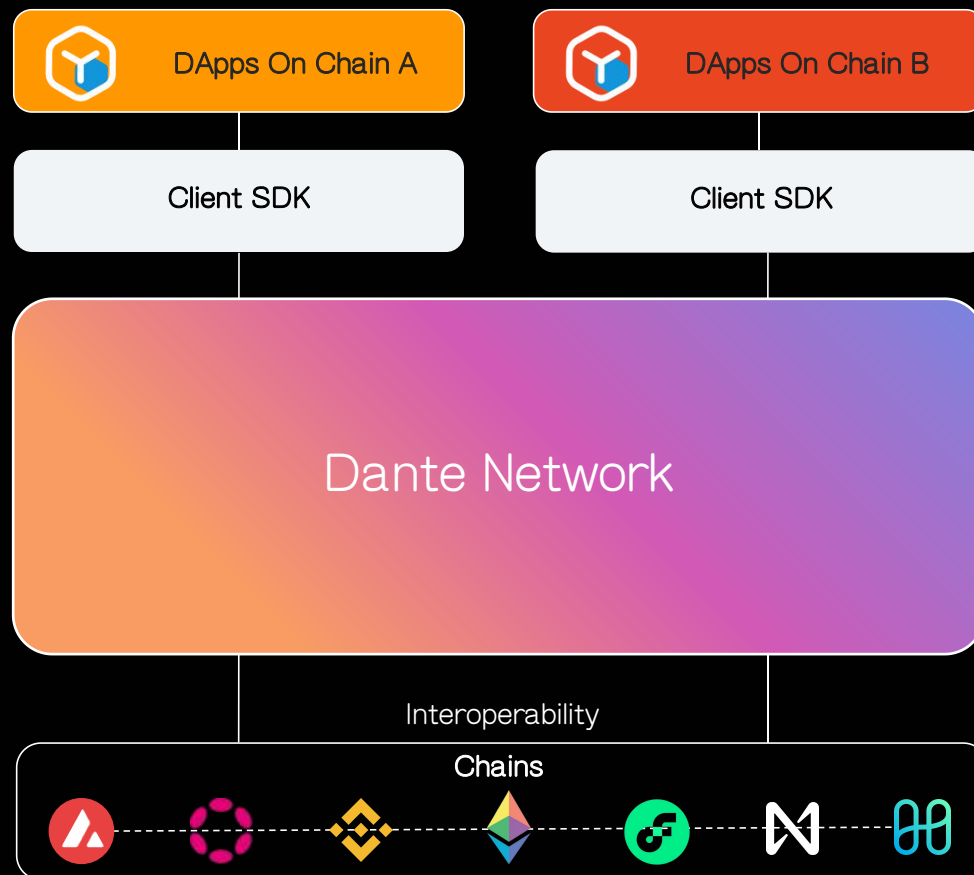 DApps On Chain A
DApps On Chain B
Client SDK
Client SDK
Dante Network
Interoperability
Chains